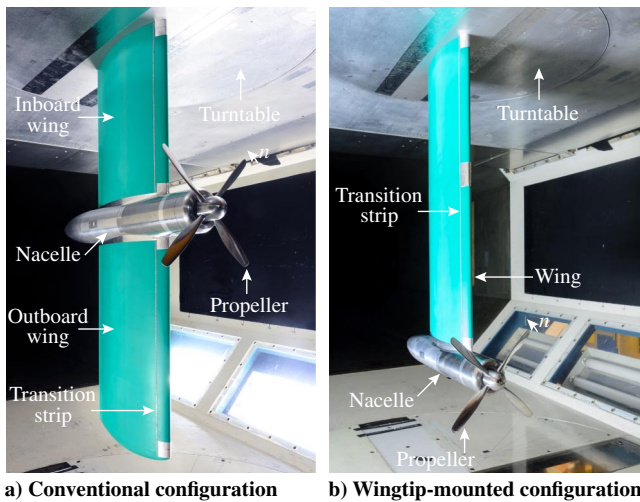 Inboard
wing
Turntable
n
Nacelle
Propeller
Outboard
wing
Transition
strip
a) Conventional configuration
Turntable
Transition
strip
Wing
n
Nacelle
Propeller
b) Wingtip-mounted configuration